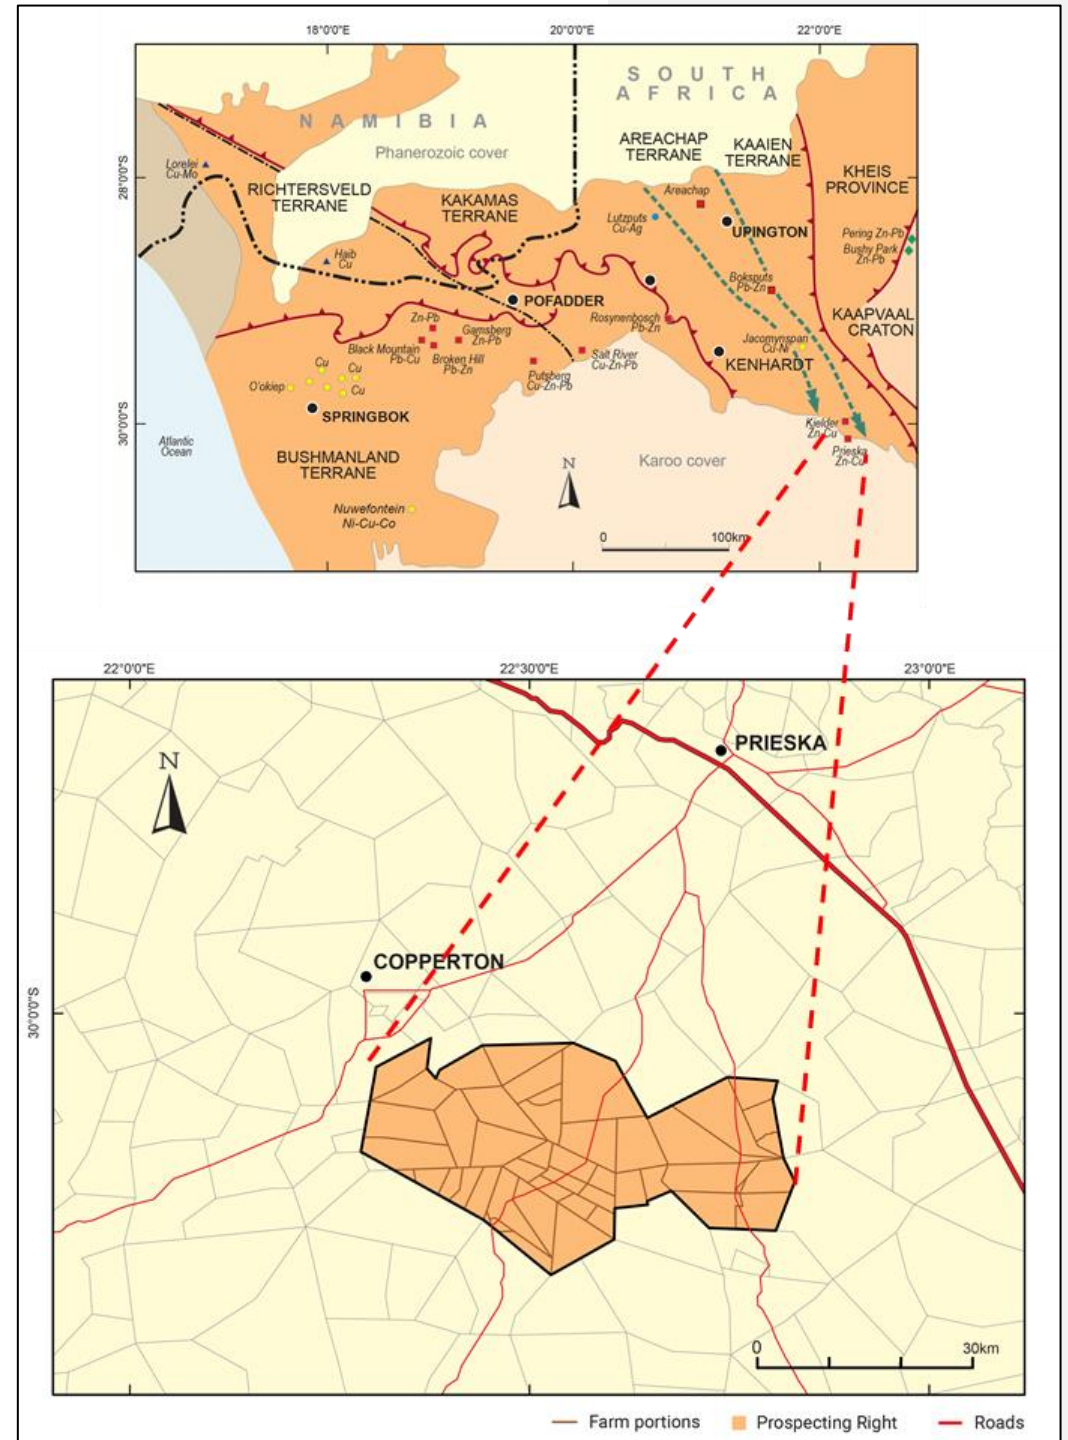 18°0'0"E
20°0'0"E
22°0'0"E
SOUTH
AFRICA
NAMIBIA
Phanerozoic cover
AREACHAP
TERRANE
KAAIEN
TERRANE
KHEIS
PROVINCE
28°0'0"S
Lorelei
Cu-Mo
RICHTERSVELD
TERRANE
KAKAMAS
TERRANE
Areachap
Lutzputs
Cu-Ag
UPINGTON
Pering Zn-Pb
Bushy Park
Zn-Pb
Haib
Cu
Boksputs
Pb-Zn
POFADDER
Rosynenbosch
Pb-Zn
KAAPVAAL
CRATON
Zn-Pb
Gamsberg
Zn-Pb
Black Mountain
Pb-Cu
Broken Hill
Pb-Zn
Salt River
Cu-Zn-Pb
Putsberg
Cu-Zn-Pb
Jacomynspan
Cu-Ni
KENHARDT
Cu
Cu
Cu
O'okiep
SPRINGBOK
30°0'0"S
Kielder
Zn-Cu
Prieska
Zn-Cu
Atlantic
Ocean
BUSHMANLAND
TERRANE
Karoo cover
N
Nuwefontein
Ni-Cu-Co
0
100km
22°0'0"E
22°30'0"E
23°0'0"E
PRIESKA
N
COPPERTON
30°0'0"S
0
30km
Farm portions
Prospecting Right
Roads